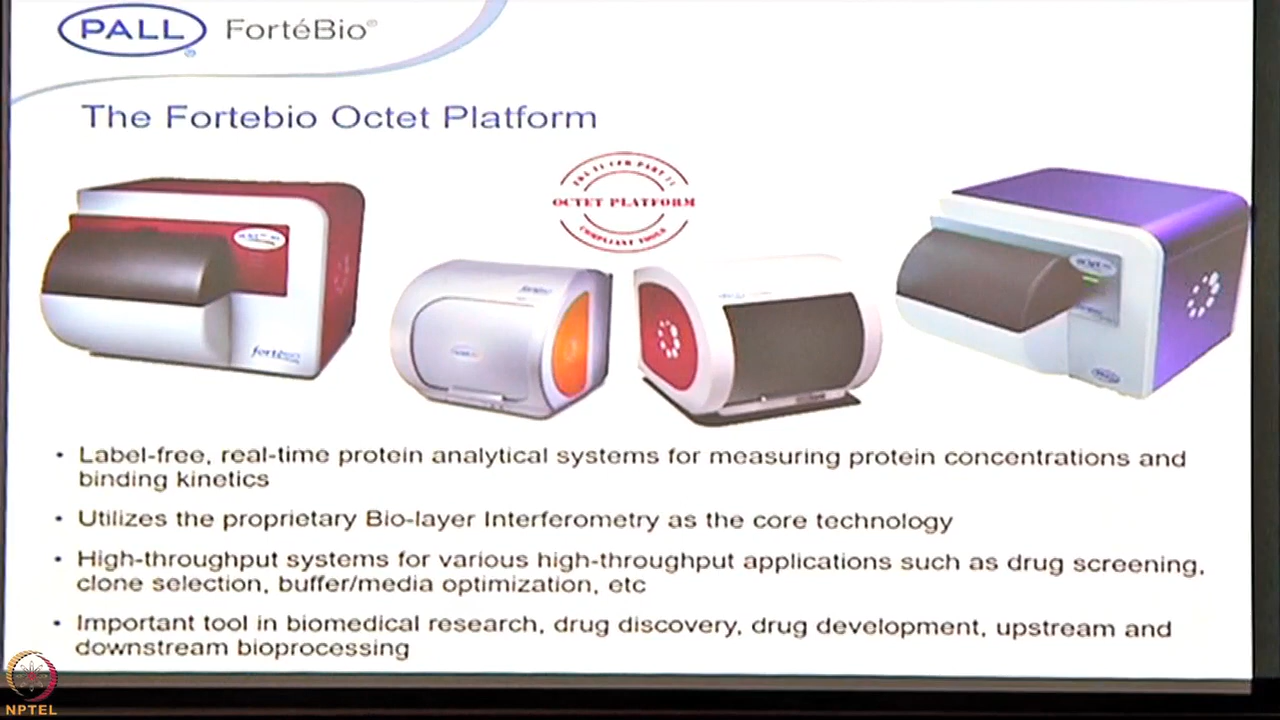 PALL FortéBio®
®
The Fortebio Octet Platform
OCTET PLATFORM
COMPLIANT TOOLS
fortéBIO
• Label-free, real-time protein analytical systems for measuring protein concentrations and
binding kinetics
• Utilizes the proprietary Bio-layer Interferometry as the core technology
• High-throughput systems for various high-throughput applications such as drug screening,
clone selection, buffer/media optimization, etc
• Important tool in biomedical research, drug discovery, drug development, upstream and
downstream bioprocessing
NPTEL